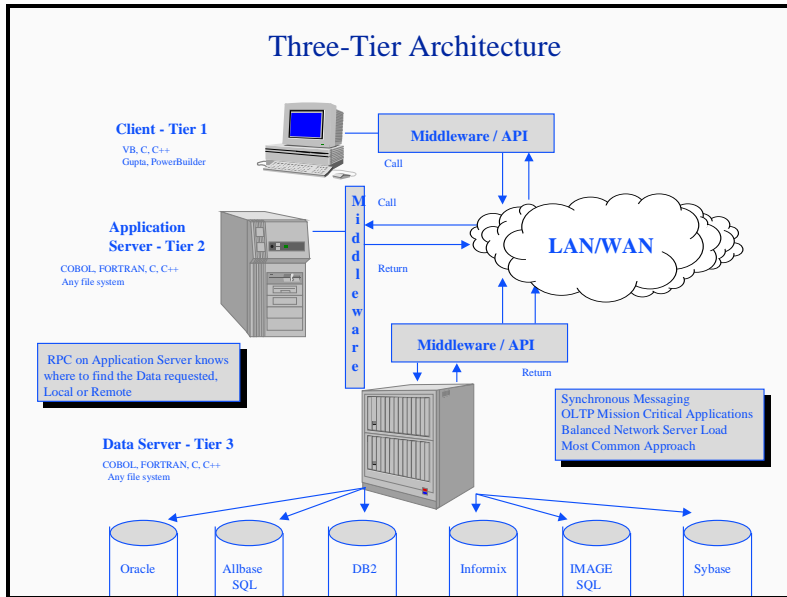 Three-Tier Architecture
Client - Tier 1
VB, C, C++
Gupta, PowerBuilder
Middleware / API
Call
Middleware
Call
Application
Server - Tier 2
COBOL, FORTRAN, C, C++
Any file system
LAN/WAN
Return
RPC on Application Server knows
where to find the Data requested,
Local or Remote
Middleware / API
Return
Synchronous Messaging
OLTP Mission Critical Applications
Balanced Network Server Load
Most Common Approach
Data Server - Tier 3
COBOL, FORTRAN, C, C++
Any file system
Oracle
Allbase
SQL
DB2
Informix
IMAGE
SQL
Sybase